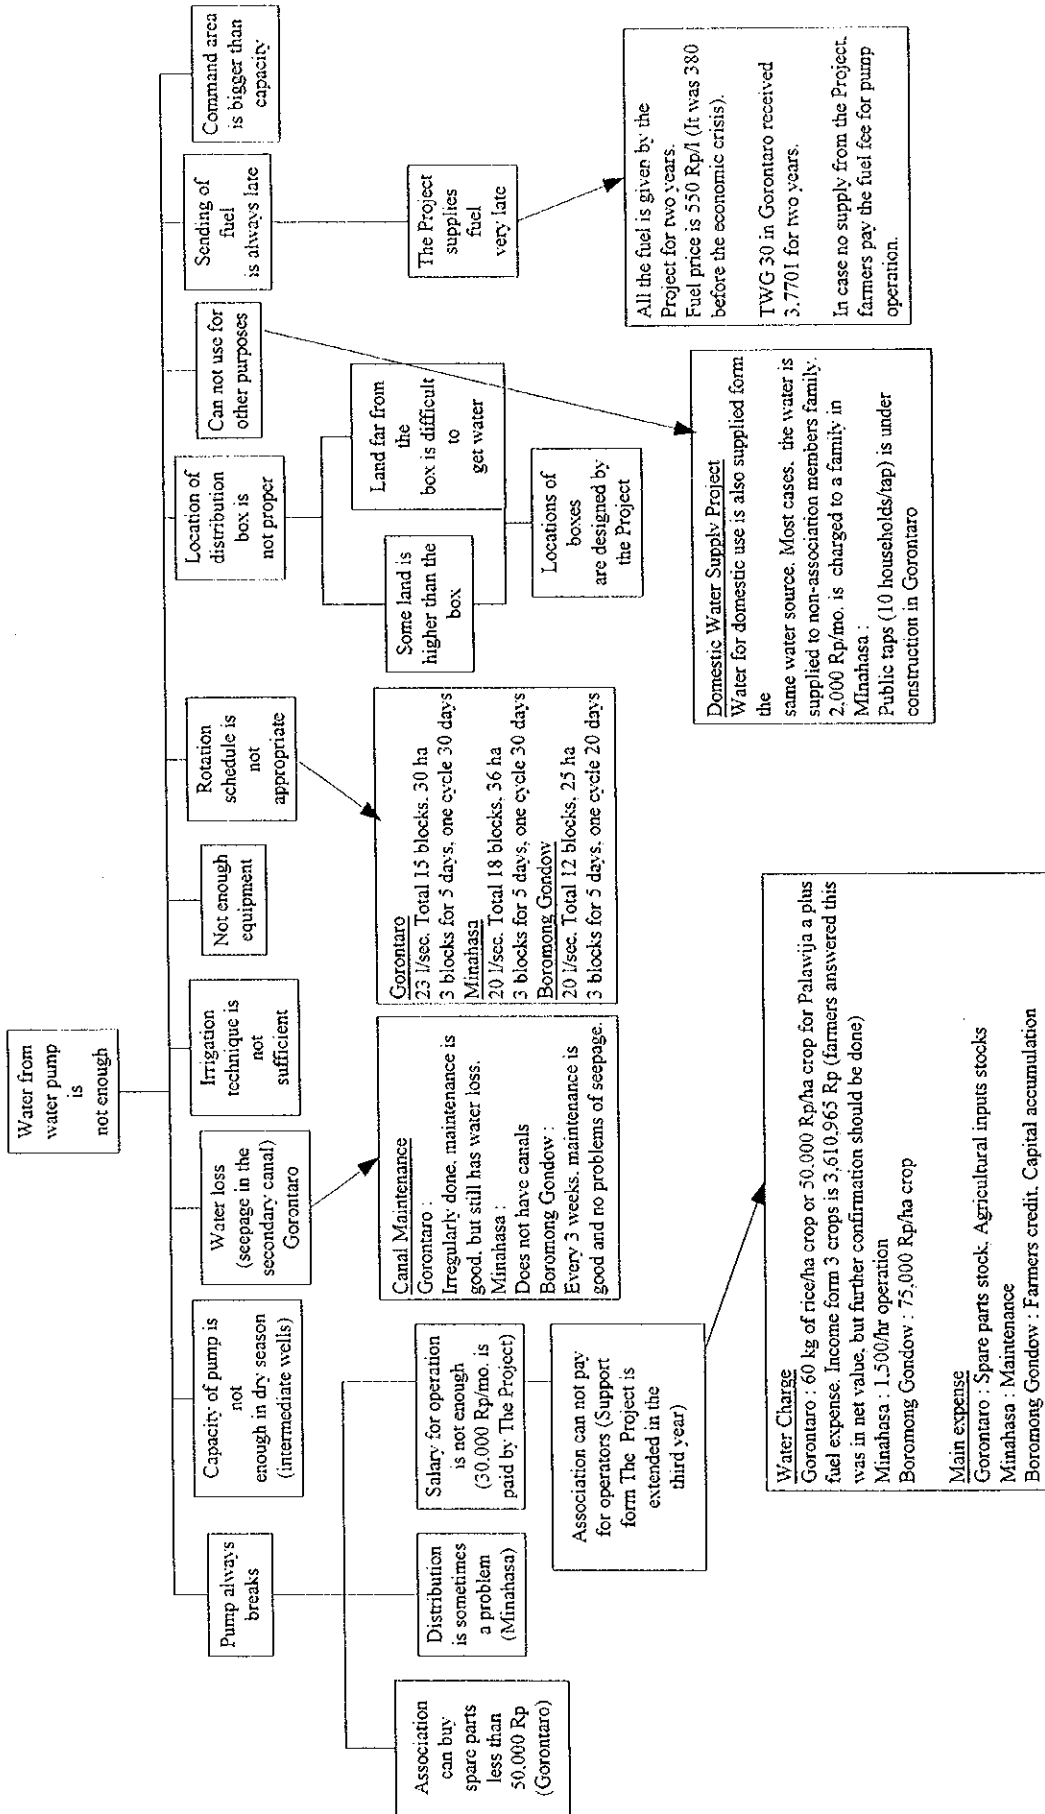 Water from
water pump
is
not enough
Pump always
breaks
Capacity of pump is
not
enough in dry season
(intermediate wells)
Water loss
(seepage in the
secondary canal)
Gorontaro
Irrigation
technique is
not
sufficient
Not enough
equipment
Rotation
schedule is
not
appropriate
Location of
distribution
box is
not proper
Can not use for
other purposes
Sending of
fuel
is always late
Command area
is bigger than
capacity
Association
can buy
spare parts
less than
50.000 Rp
(Gorontaro)
Distribution
is sometimes
a problem
(Minahasa)
Salary for operation
is not enough
(30.000 Rp/mo. is
paid by The Project)
Association can not pay
for operators (Support
form The Project is
extended in the
third year)
Canal Maintenance
Gorontaro :
Irregularly done, maintenance is
good, but still has water loss.
Minahasa :
Does not have canals
Boromong Gondow :
Every 3 weeks. maintenance is
good and no problems of seepage.
Gorontaro
23 l/sec. Total 15 blocks. 30 ha
3 blocks for 5 days, one cycle 30 days
Minahasa
20 l/sec. Total 18 blocks. 36 ha
3 blocks for 5 days, one cycle 30 days
Boromong Gondow
20 l/sec. Total 12 blocks, 25 ha
3 blocks for 5 days, one cycle 20 days
Some land is
higher than the
box
Land far from
the
box is difficult
to
get water
Locations of
boxes
are designed by
the Project
The Project
supplies
fuel
very late
Water Charge
Gorontaro : 60 kg of rice/ha crop or 50.000 Rp/ha crop for Palawija a plus
fuel expense. Income form 3 crops is 3,610,965 Rp (farmers answered this
was in net value, but further confirmation should be done)
Minahasa : 1.500/hr operation
Boromong Gondow : 75,000 Rp/ha crop
Main expense
Gorontaro : Spare parts stock, Agricultural inputs stocks
Minahasa : Maintenance
Boromong Gondow : Farmers credit. Capital accumulation
Domestic Water Supply Project
Water for domestic use is also supplied form
the
same water source. Most cases. the water is
supplied to non-association members family.
2,000 Rp/mo. is charged to a family in
MInahasa :
Public taps (10 households/tap) is under
construction in Gorontaro
All the fuel is given by the
Project for two years.
Fuel price is 550 Rp/l (It was 380
before the economic crisis).
TWG 30 in Gorontaro received
3.770l for two years.
In case no supply from the Project.
farmers pay the fuel fee for pump
operation.